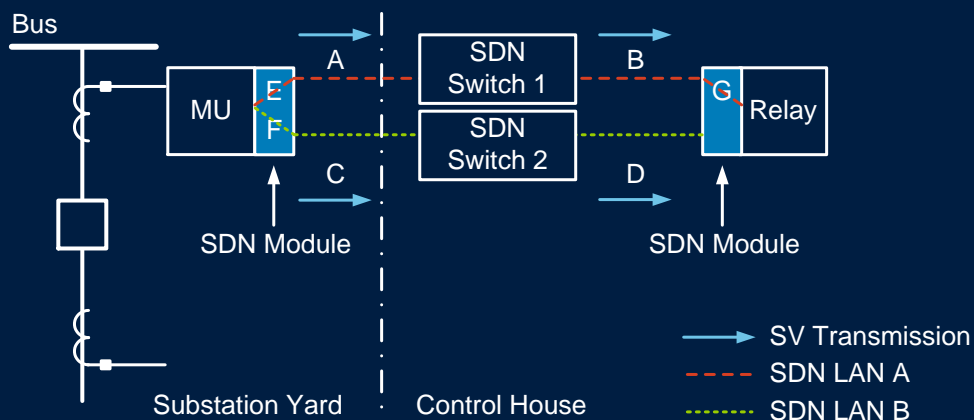 Bus
A
B
SDN
Switch 1
MU
E
F
G
Relay
SDN
Switch 2
C
D
SDN Module
SDN Module
SV Transmission
SDN LAN A
SDN LAN B
Substation Yard
Control House